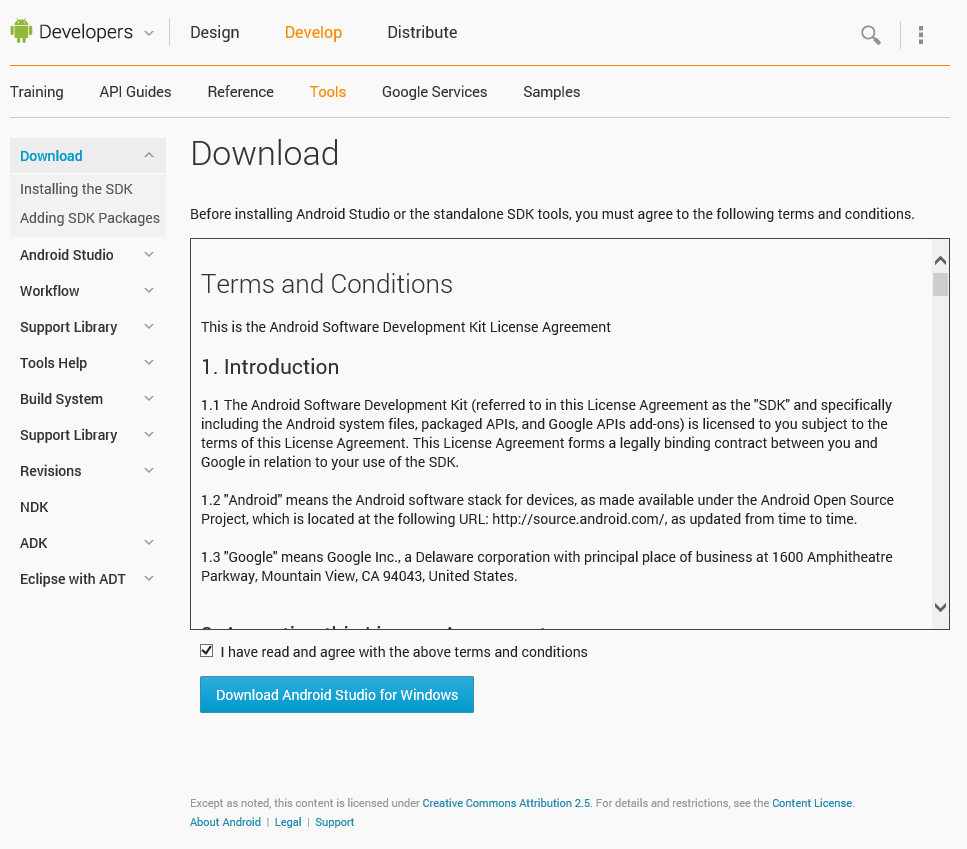 Developers Design Develop Distribute
Training API Guides Reference Tools Google Services Samples
Download
Installing the SDK
Adding SDK Packages
Android Studio
Workflow
Support Library
Tools Help
Build System
Support Library
Revisions
NDK
ADK
Eclipse with ADT
Download
Before installing Android Studio or the standalone SDK tools, you must agree to the following terms and conditions.
Terms and Conditions
This is the Android Software Development Kit License Agreement
1. Introduction
1.1 The Android Software Development Kit (referred to in this License Agreement as the "SDK" and specifically
including the Android system files, packaged APIs, and Google APIs add-ons) is licensed to you subject to the
terms of this License Agreement. This License Agreement forms a legally binding contract between you and
Google in relation to your use of the SDK.
1.2 "Android" means the Android software stack for devices, as made available under the Android Open Source
Project, which is located at the following URL: http://source.android.com/, as updated from time to time.
1.3 "Google" means Google Inc., a Delaware corporation with principal place of business at 1600 Amphitheatre
Parkway, Mountain View, CA 94043, United States.
I have read and agree with the above terms and conditions
Download Android Studio for Windows
Except as noted, this content is licensed under Creative Commons Attribution 2.5. For details and restrictions, see the Content License.
About Android | Legal | Support